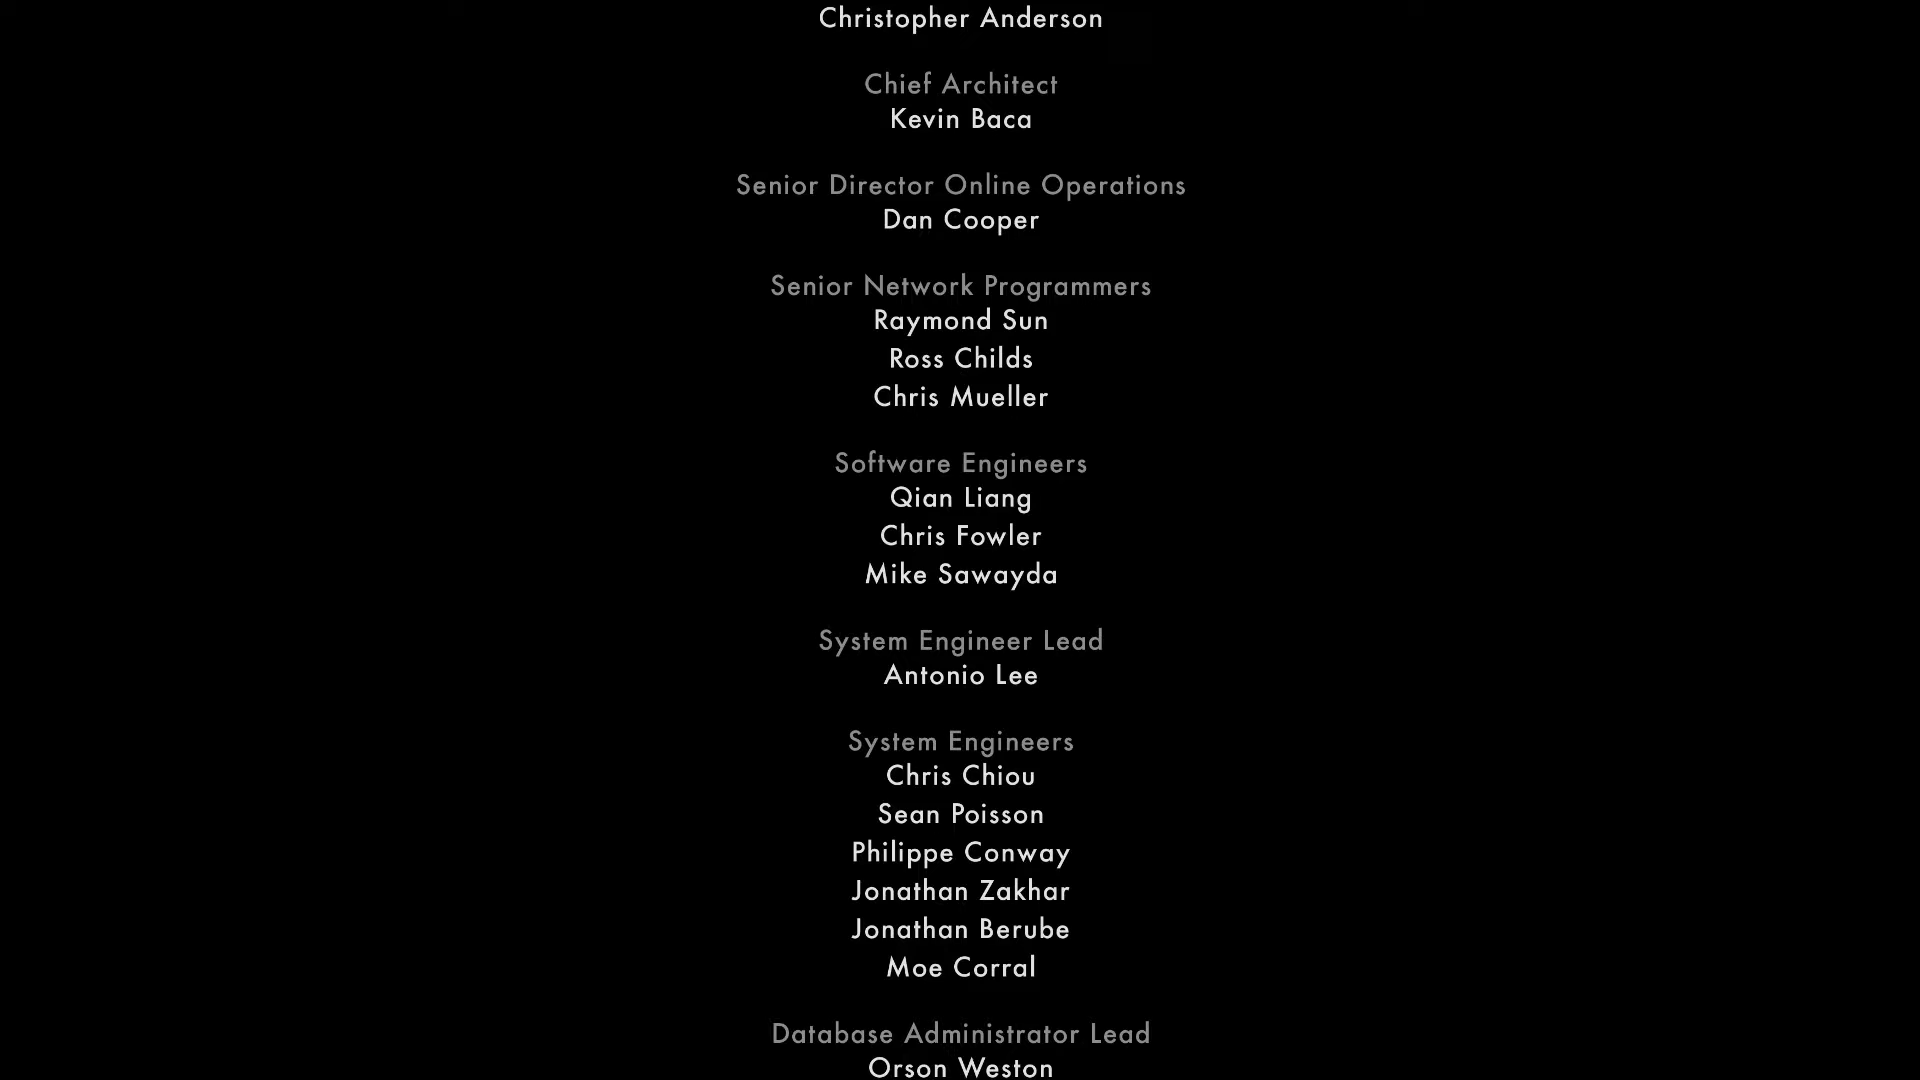 Christopher Anderson
Chief Architect
Kevin Baca
Senior Director Online Operations
Dan Cooper
Senior Network Programmers
Raymond Sun
Ross Childs
Chris Mueller
Software Engineers
Qian Liang
Chris Fowler
Mike Sawayda
System Engineer Lead
Antonio Lee
System Engineers
Chris Chiou
Sean Poisson
Philippe Conway
Jonathan Zakhar
Jonathan Berube
Moe Corral
Database Administrator Lead
Orson Weston